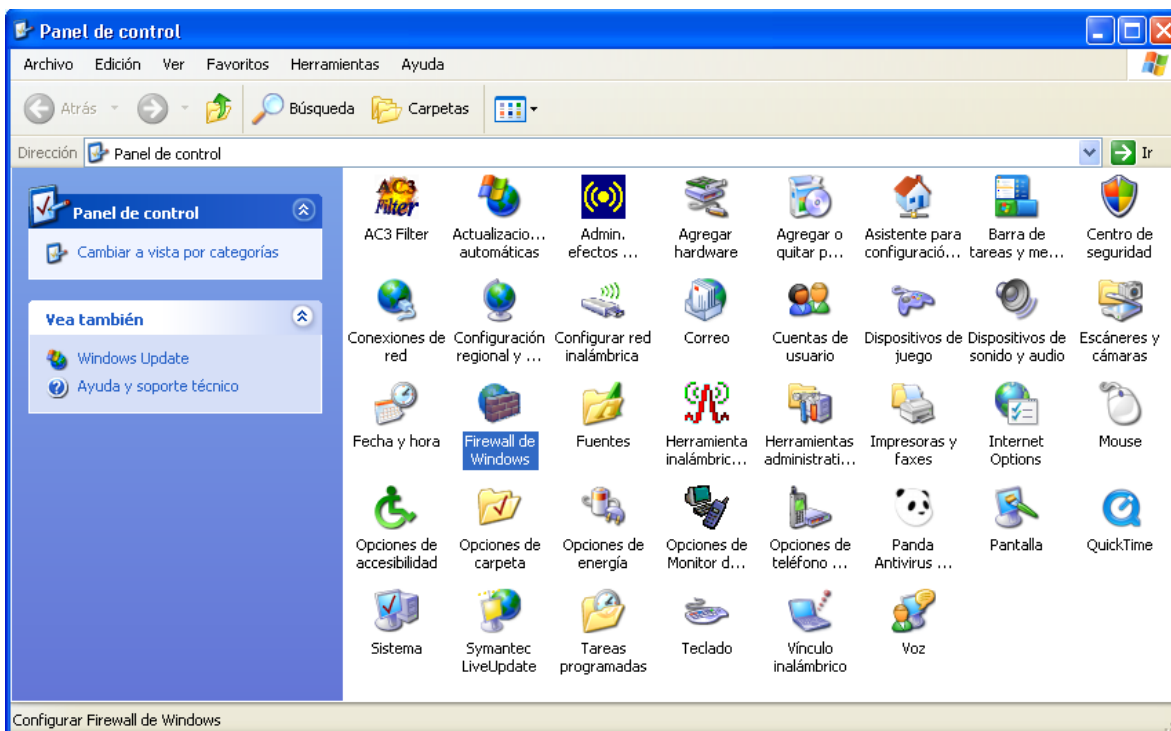 Panel de control
Archivo Edición Ver Favoritos Herramientas Ayuda
Atrás Búsqueda Carpetas
Dirección Panel de control Ir
Panel de control
Cambiar a vista por categorías
Vea también
Windows Update
Ayuda y soporte técnico
AC3 Filter
AC3 Filter
Actualizacio...
automáticas
Admin.
efectos ...
Agregar
hardware
Agregar o
quitar p...
Asistente para
configuració...
Barra de
tareas y me...
Centro de
seguridad
Conexiones de
red
Configuración
regional y ...
Configurar red
inalámbrica
Correo
Cuentas de
usuario
Dispositivos de
juego
Dispositivos de
sonido y audio
Escáneres y
cámaras
Fecha y hora
Firewall de
Windows
Fuentes
Herramienta
inalámbric...
Herramientas
administrati...
Impresoras y
faxes
Internet
Options
Mouse
Opciones de
accesibilidad
Opciones de
carpeta
Opciones de
energía
Opciones de
Monitor d...
Opciones de
teléfono ...
Panda
Antivirus ...
Pantalla
QuickTime
Sistema
Symantec
LiveUpdate
Tareas
programadas
Teclado
Vínculo
inalámbrico
Voz
Configurar Firewall de Windows